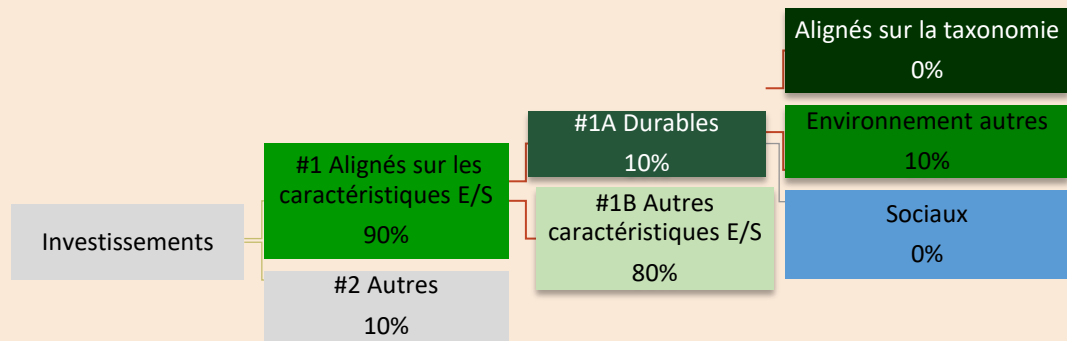 Investissements
#1 Alignés sur les
caractéristiques E/S
90%
#2 Autres
10%
#1A Durables
10%
#1B Autres
caractéristiques E/S
80%
Alignés sur la taxonomie
0%
Environnement autres
10%
Sociaux
0%